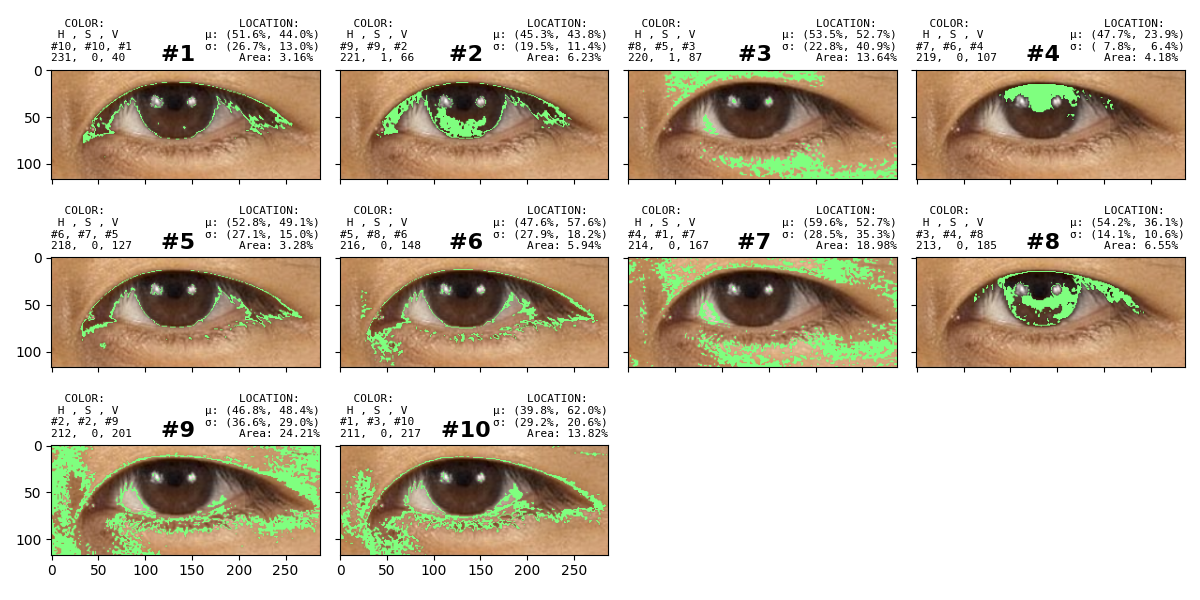 COLOR: LOCATION:
H , S , V μ: (51.6%, 44.0%)
#10, #10, #1 #1 σ: (26.7%, 13.0%)
231, 0, 40 Area: 3.16%
COLOR: LOCATION:
H , S , V μ: (45.3%, 43.8%)
#9, #9, #2 #2 σ: (19.5%, 11.4%)
221, 1, 66 Area: 6.23%
COLOR: LOCATION:
H , S , V μ: (53.5%, 52.7%)
#8, #5, #3 #3 σ: (22.8%, 40.9%)
220, 1, 87 Area: 13.64%
COLOR: LOCATION:
H , S , V μ: (47.7%, 23.9%)
#7, #6, #4 #4 σ: ( 7.8%, 6.4%)
219, 0, 107 Area: 4.18%
0
50
100
COLOR: LOCATION:
H , S , V μ: (52.8%, 49.1%)
#6, #7, #5 #5 σ: (27.1%, 15.0%)
218, 0, 127 Area: 3.28%
COLOR: LOCATION:
H , S , V μ: (47.6%, 57.6%)
#5, #8, #6 #6 σ: (27.9%, 18.2%)
216, 0, 148 Area: 5.94%
COLOR: LOCATION:
H , S , V μ: (59.6%, 52.7%)
#4, #1, #7 #7 σ: (28.5%, 35.3%)
214, 0, 167 Area: 18.98%
COLOR: LOCATION:
H , S , V μ: (54.2%, 36.1%)
#3, #4, #8 #8 σ: (14.1%, 10.6%)
213, 0, 185 Area: 6.55%
0
50
100
COLOR: LOCATION:
H , S , V μ: (46.8%, 48.4%)
#2, #2, #9 #9 σ: (36.6%, 29.0%)
212, 0, 201 Area: 24.21%
COLOR: LOCATION:
H , S , V μ: (39.8%, 62.0%)
#1, #3, #10 #10 σ: (29.2%, 20.6%)
211, 0, 217 Area: 13.82%
0
50
100
0 50 100 150 200 250
0 50 100 150 200 250